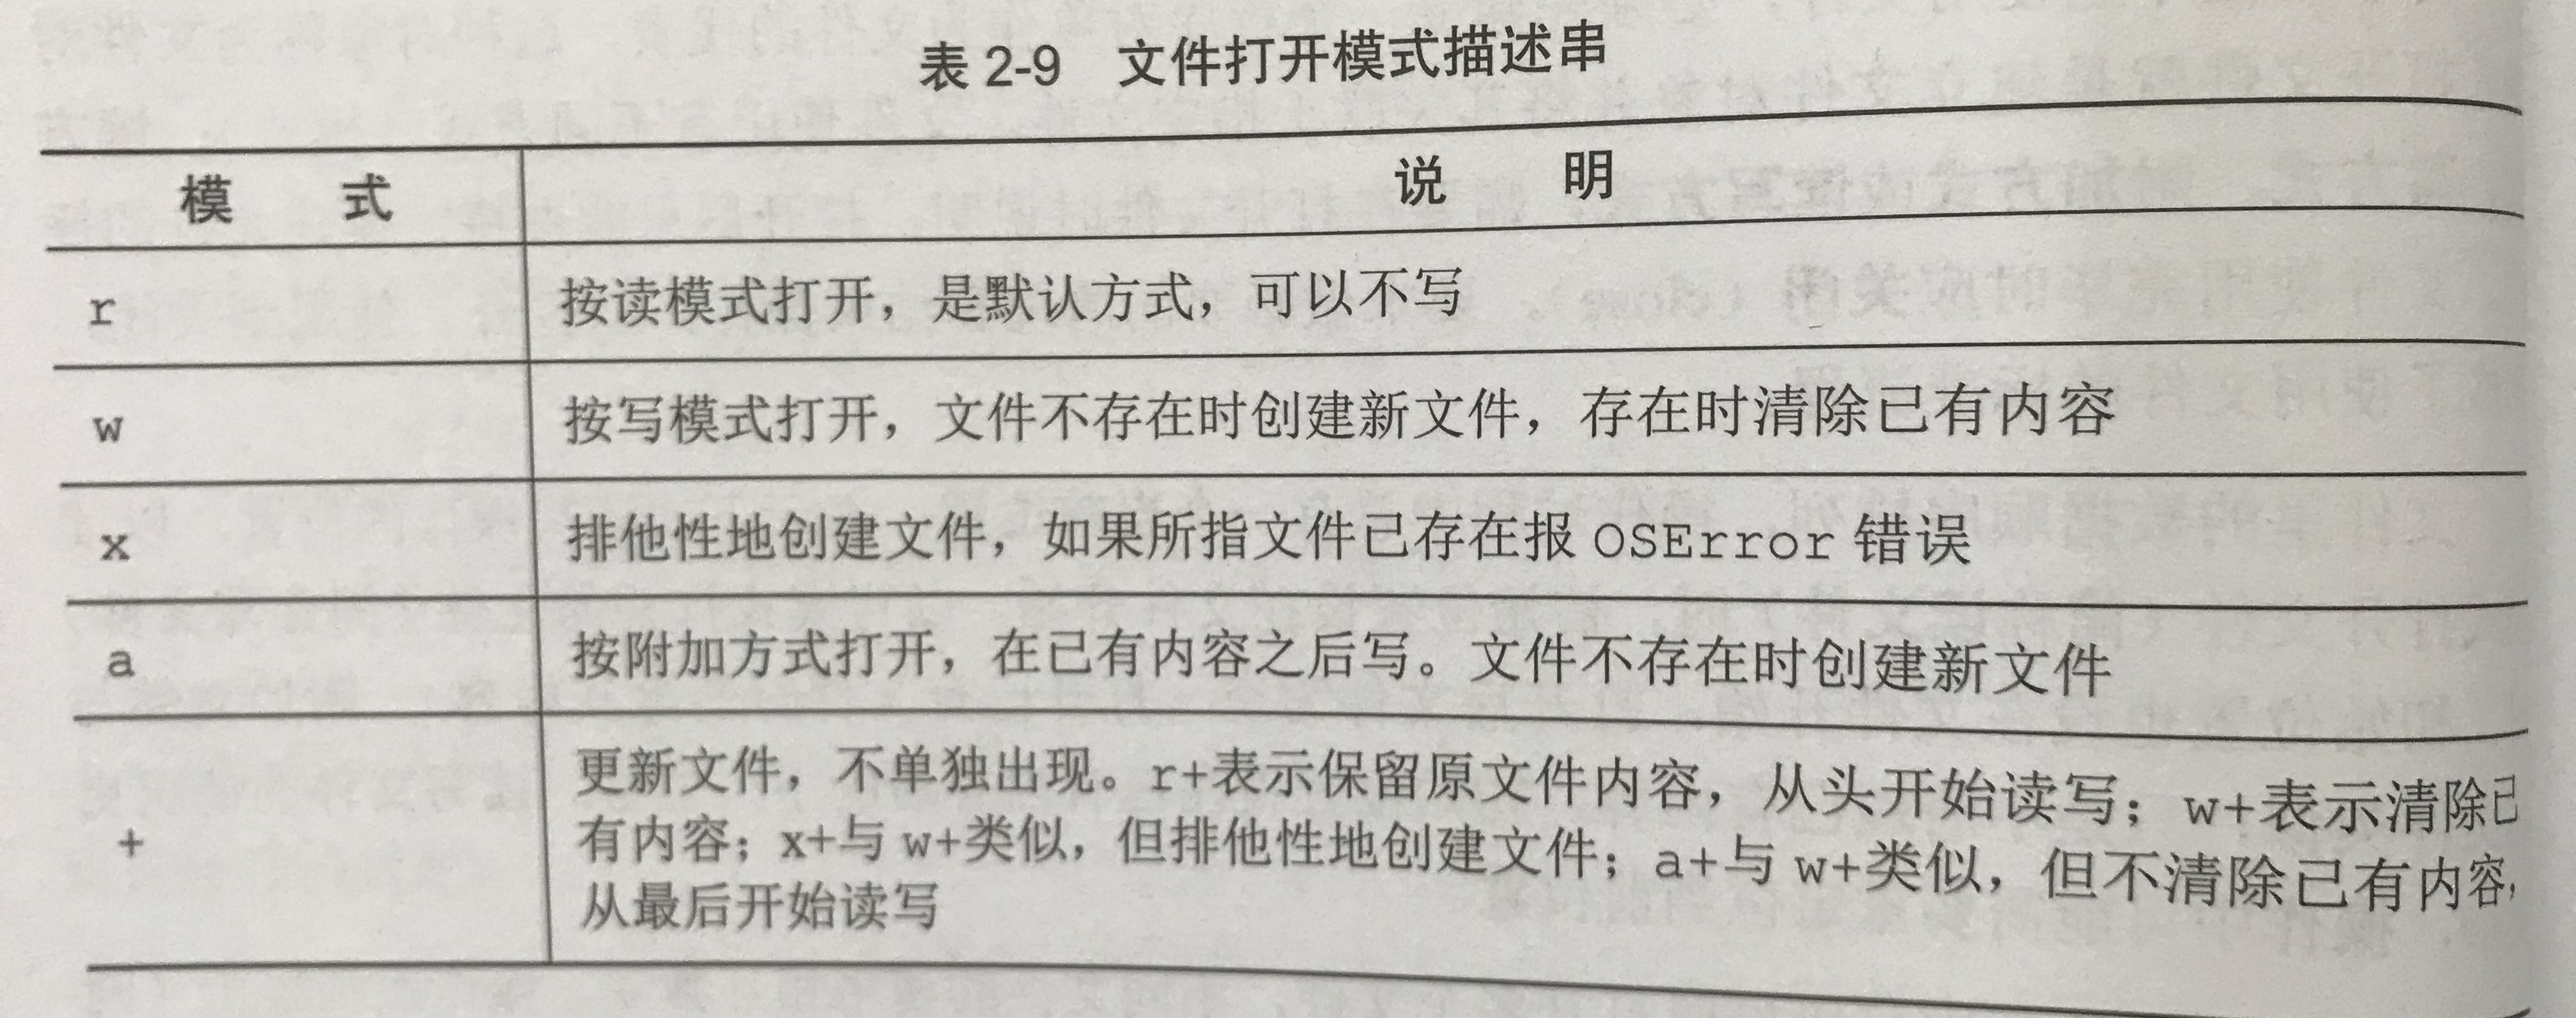 表 2-9 文件打开模式描述串
模 式 说 明
r 按读模式打开，是默认方式，可以不写
w 按写模式打开，文件不存在时创建新文件，存在时清除已有内容
x 排他性地创建文件，如果所指文件已存在报 OSError 错误
a 按附加方式打开，在已有内容之后写。文件不存在时创建新文件
更新文件，不单独出现。r+表示保留原文件内容，从头开始读写；w+表示清除已
+ 有内容；x+与 w+类似，但排他性地创建文件；a+与 w+类似，但不清除已有内容，
从最后开始读写